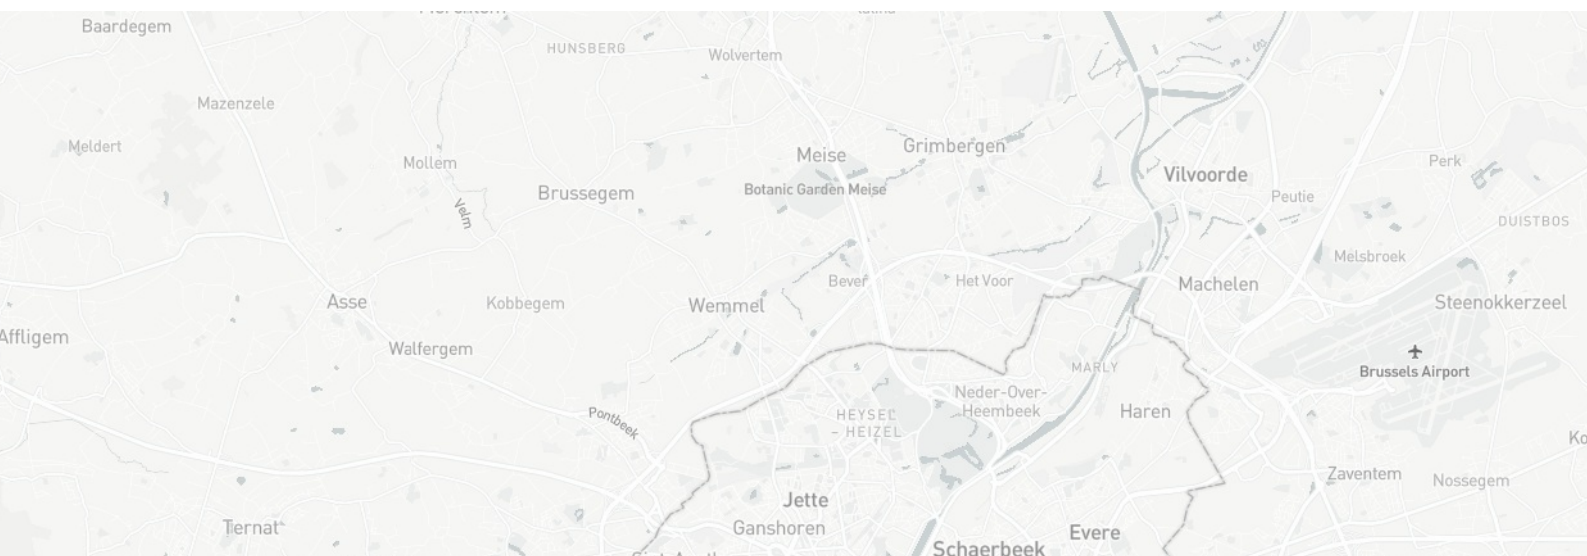 Baardegem
HUNSBERG
Wolvertem
Mazenzele
Meldert
Mollem
Meise
Grimbergen
Vilvoorde
Perk
Botanic Garden Meise
Brussegem
Peutie
Velm
DUISTBOS
Melsbroek
Bever
Het Voor
Machelen
Asse
Kobbegem
Wemmel
Steenokkerzeel
Affligem
Walfergem
Brussels Airport
MARLY
Neder-Over-
Heembeek
Haren
Pontbeek
HEYSEL
- HEIZEL
Ko
Zaventem
Nossegem
Jette
Ternat
Ganshoren
Evere
Schaerbeek